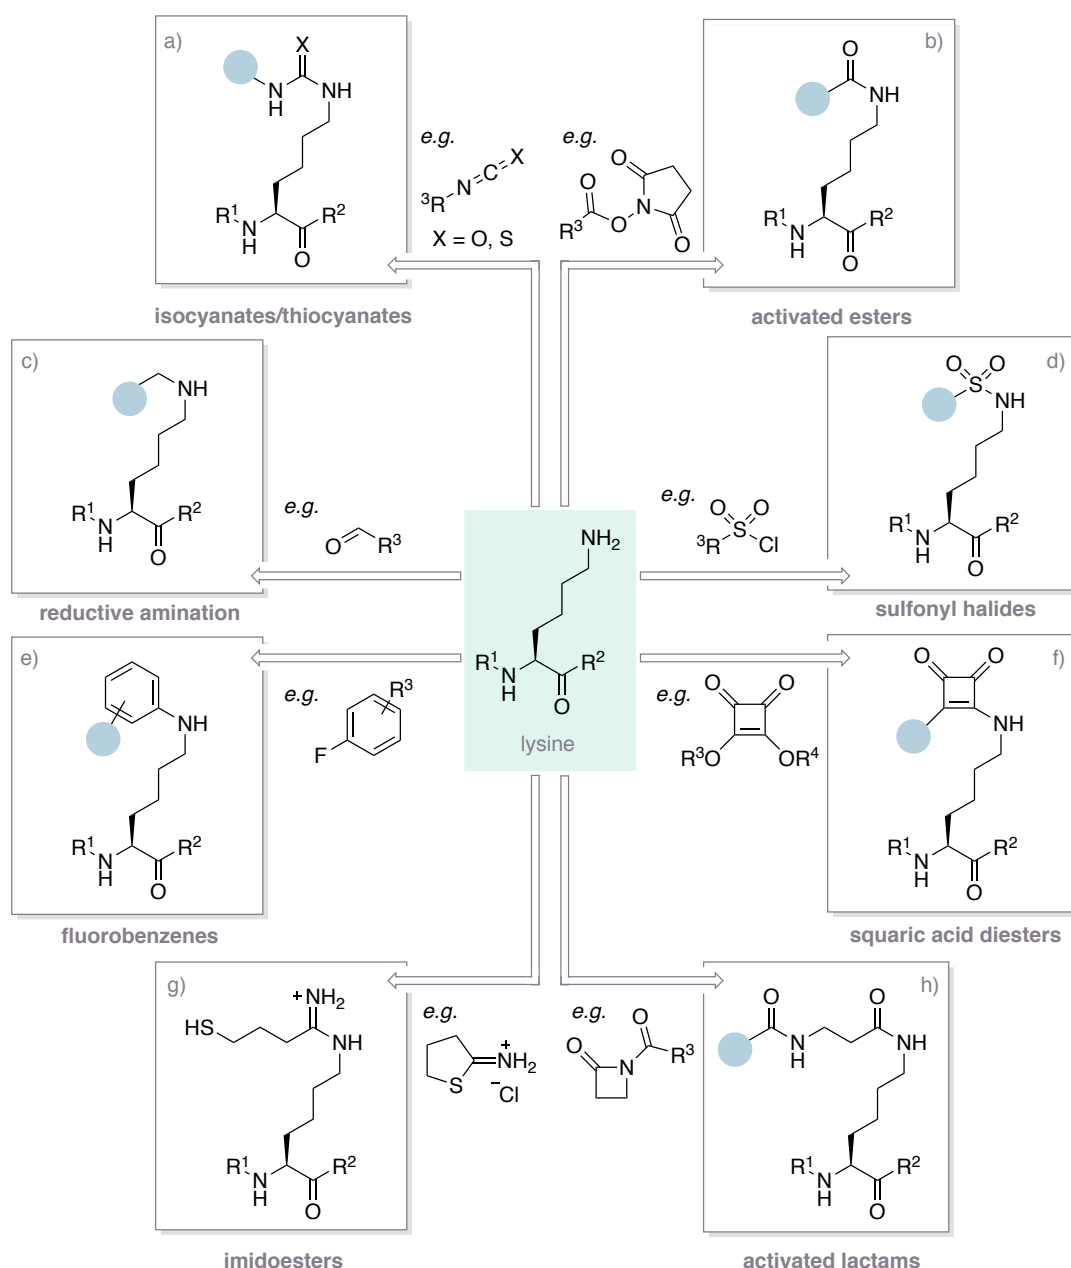 a)
X
NH
N
H
R1
N
H
R2
O
isocyanates/thiocyanates
e.g.
3R
N
C
X
X = O, S
b)
O
NH
R1
N
H
R2
O
activated esters
e.g.
O
O
R3
O
N
O
c)
NH
R1
N
H
R2
O
reductive amination
e.g.
O
R3
d)
O
O
S
NH
R1
N
H
R2
O
sulfonyl halides
e.g.
O
O
S
3R
Cl
NH2
R1
N
H
R2
O
lysine
e)
NH
R1
N
H
R2
O
fluorobenzenes
e.g.
R3
F
f)
O
O
NH
R1
N
H
R2
O
squaric acid diesters
e.g.
O
O
R3O
OR4
g)
+NH2
HS
NH
R1
N
H
R2
O
imidoesters
e.g.
+
NH2
S
−Cl
h)
O
O
N
H
NH
R1
N
H
R2
O
activated lactams
e.g.
O
O
N
R3